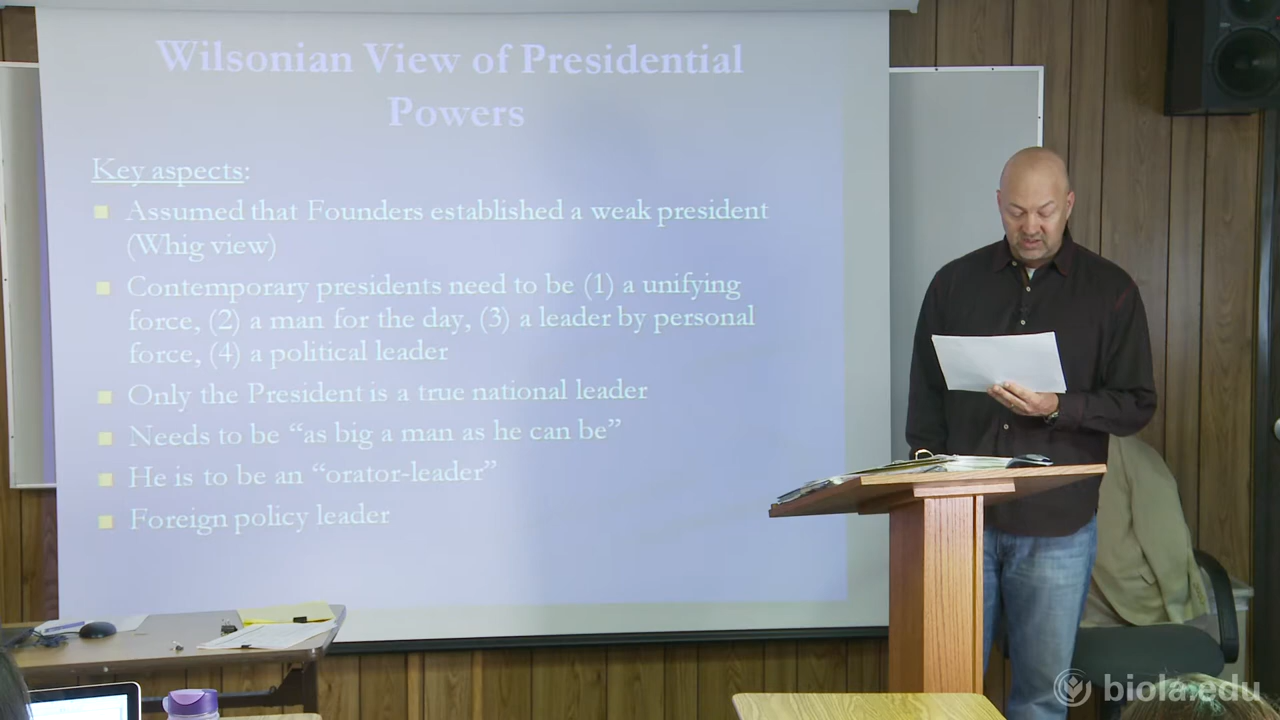 Wilsonian View of Presidential
Powers
Key aspects:
Assumed that Founders established a weak president
(Whig view)
Contemporary presidents need to be (1) a unifying
force, (2) a man for the day, (3) a leader by personal
force, (4) a political leader
Only the President is a true national leader
Needs to be “as big a man as he can be”
He is to be an “orator-leader”
Foreign policy leader
biola.edu